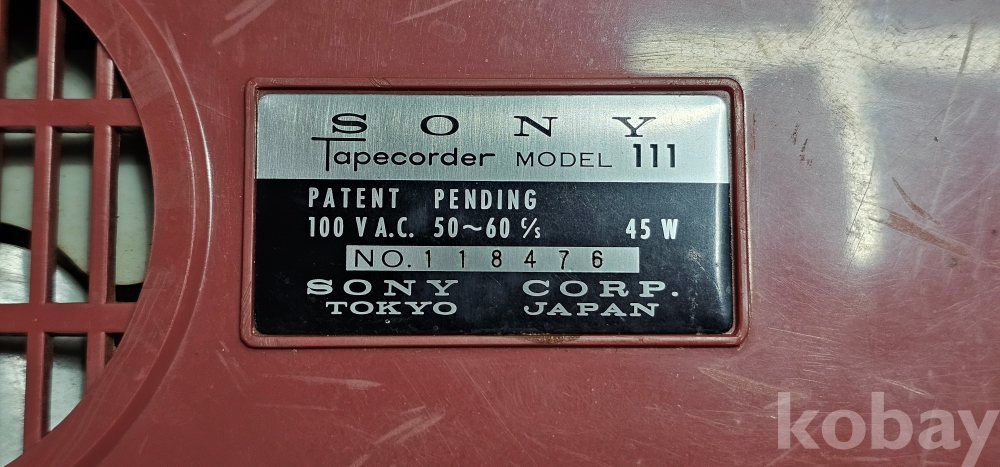 SONY
Tapecorder MODEL 111
PATENT PENDING
100 V A.C. 50~60 c/s 45 W
NO. 118476
SONY CORP.
TOKYO JAPAN
kobay